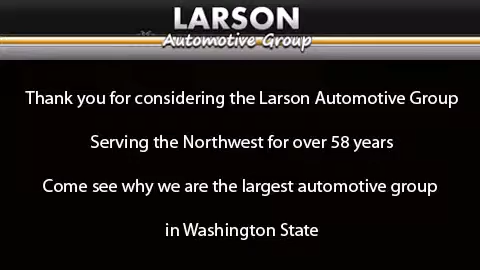 LARSON
Automotive Group
Thank you for considering the Larson Automotive Group
Serving the Northwest for over 58 years
Come see why we are the largest automotive group
in Washington State